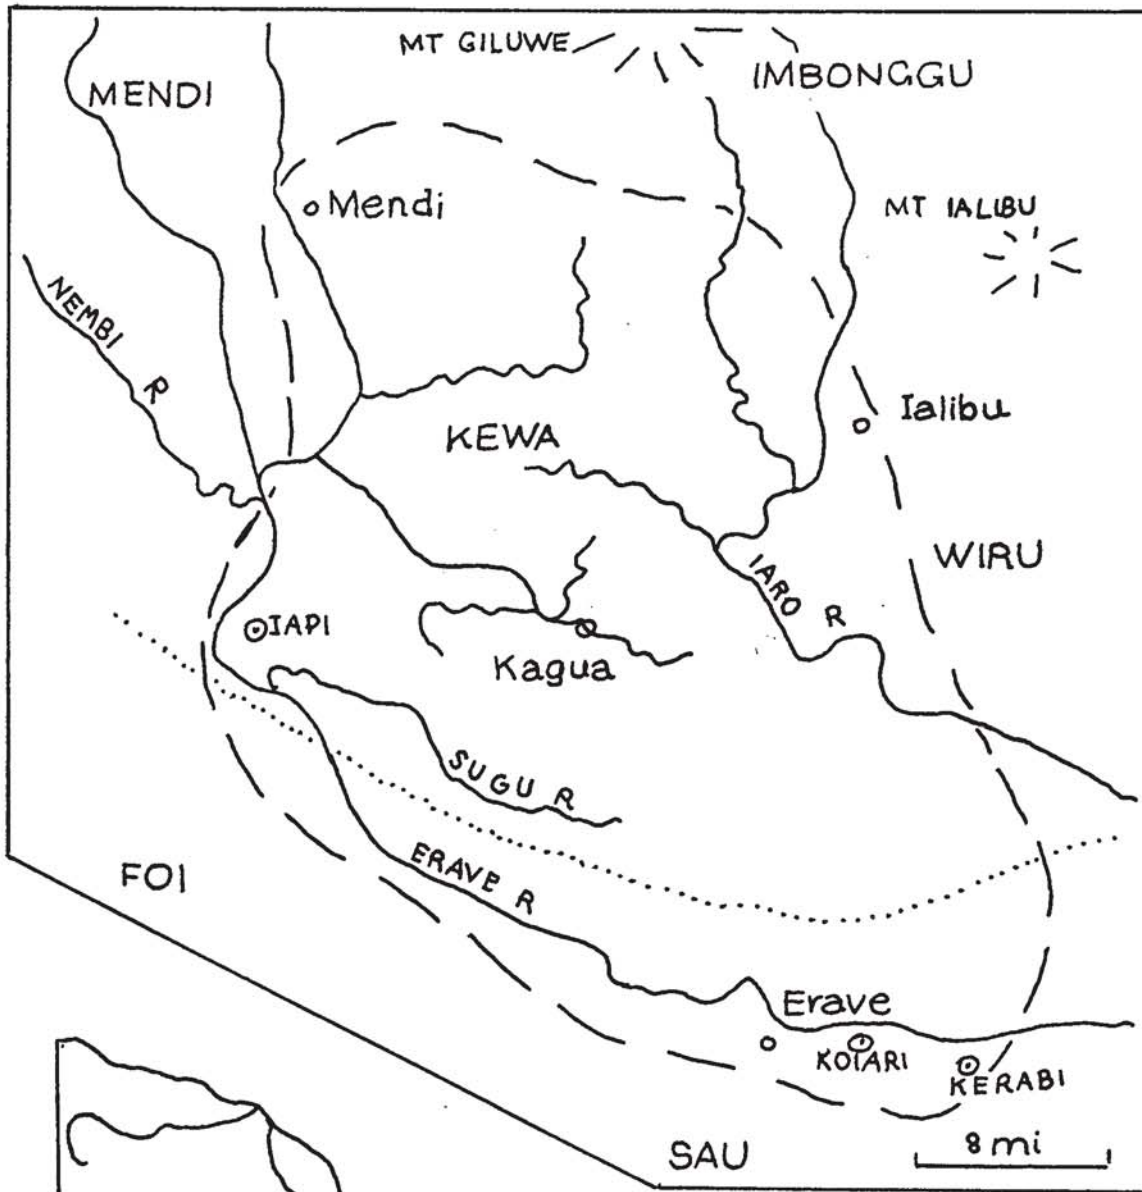 MT GILUWE
IMBONGGU
MENDI
Mendi
MT IALIBU
NEMBI R
Ialibu
KEWA
WIRU
IARO R
IAPI
Kagua
SUGU R
ERAVE R
FOI
Erave
KOIARI
KERABI
SAU
8 mi